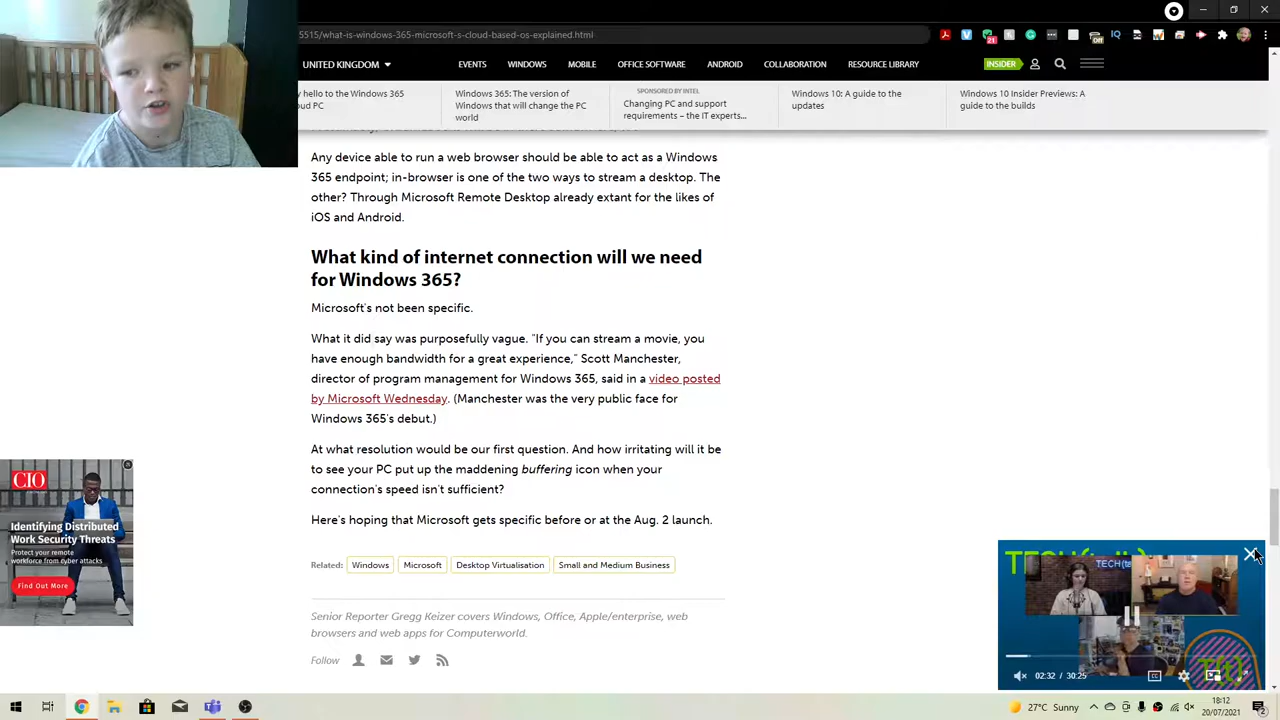 5515/what-is-windows-365-microsoft-s-cloud-based-os-explained.html
UNITED KINGDOM
EVENTS WINDOWS MOBILE OFFICE SOFTWARE ANDROID COLLABORATION RESOURCE LIBRARY INSIDER
hello to the Windows 365
oud PC
Windows 365: The version of
Windows that will change the PC
world
SPONSORED BY INTEL
Changing PC and support
requirements – the IT experts...
Windows 10: A guide to the
updates
Windows 10 Insider Previews: A
guide to the builds
Any device able to run a web browser should be able to act as a Windows
365 endpoint; in-browser is one of the two ways to stream a desktop. The
other? Through Microsoft Remote Desktop already extant for the likes of
iOS and Android.
What kind of internet connection will we need
for Windows 365?
Microsoft's not been specific.
What it did say was purposefully vague. "If you can stream a movie, you
have enough bandwidth for a great experience," Scott Manchester,
director of program management for Windows 365, said in a video posted
by Microsoft Wednesday. (Manchester was the very public face for
Windows 365's debut.)
At what resolution would be our first question. And how irritating will it be
to see your PC put up the maddening buffering icon when your
connection's speed isn't sufficient?
Here's hoping that Microsoft gets specific before or at the Aug. 2 launch.
Related: Windows Microsoft Desktop Virtualisation Small and Medium Business
Senior Reporter Gregg Keizer covers Windows, Office, Apple/enterprise, web
browsers and web apps for Computerworld.
Follow
CIO
Identifying Distributed
Work Security Threats
Protect your remote
workforce from cyber attacks
Find Out More
02:32 / 30:25
CC
27°C Sunny
18:12
20/07/2021